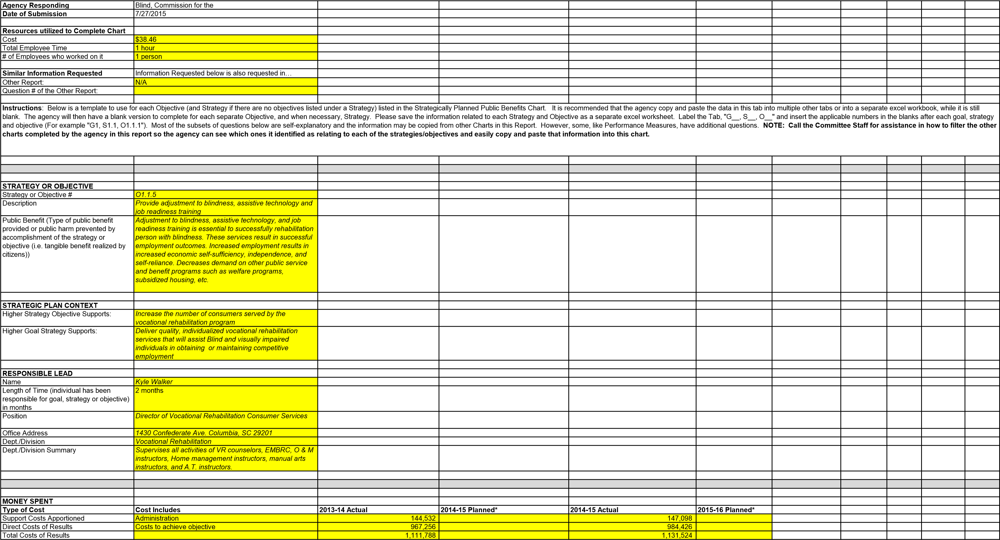 Agency Responding Blind, Commission for the
Date of Submission 7/27/2015
Resources utilized to Complete Chart
Cost $38.46
Total Employee Time 1 hour
# of Employees who worked on it 1 person
Similar Information Requested Information Requested below is also requested in…
Other Report: N/A
Question # of the Other Report:
Instructions:  Below is a template to use for each Objective (and Strategy if there are no objectives listed under a Strategy) listed in the Strategically Planned Public Benefits Chart.   It is recommended that the agency copy and paste the data in this tab into multiple other tabs or into a separate excel workbook, while it is still
blank.  The agency will then have a blank version to complete for each separate Objective, and when necessary, Strategy.  Please save the information related to each Strategy and Objective as a separate excel worksheet.  Label the Tab, "G__, S__, O__" and insert the applicable numbers in the blanks after each goal, strategy
and objective (For example "G1, S1.1, O1.1.1").  Most of the subsets of questions below are self-explanatory and the information may be copied from other Charts in this Report.  However, some, like Performance Measures, have additional questions.  NOTE:  Call the Committee Staff for assistance in how to filter the other
charts completed by the agency in this report so the agency can see which ones it identified as relating to each of the strategies/objectives and easily copy and paste that information into this chart.
STRATEGY OR OBJECTIVE
Strategy or Objective # O1.1.5
Description
Provide adjustment to blindness, assistive technology and
job readiness training
Public Benefit (Type of public benefit
provided or public harm prevented by
accomplishment of the strategy or
objective (i.e. tangible benefit realized by
citizens))
Adjustment to blindness, assistive technology, and job
readiness training is essential to successfully rehabilitation
person with blindness. These services result in successful
employment outcomes. Increased employment results in
increased economic self-sufficiency, independence, and
self-reliance. Decreases demand on other public service
and benefit programs such as welfare programs,
subsidized housing, etc.
STRATEGIC PLAN CONTEXT
Higher Strategy Objective Supports:
Increase the number of consumers served by the
vocational rehabilitation program
Higher Goal Strategy Supports:
Deliver quality, individualized vocational rehabilitation
services that will assist Blind and visually impaired
individuals in obtaining  or maintaining competitive
employment
RESPONSIBLE LEAD
Name Kyle Walker
Length of Time (individual has been
responsible for goal, strategy or objective)
in months
2 months
Position Director of Vocational Rehabilitation Consumer Services
Office Address 1430 Confederate Ave. Columbia, SC 29201
Dept./Division Vocational Rehabilitation
Dept./Division Summary
Supervises all activities of VR counselors, EMBRC, O & M
instructors, Home management instructors, manual arts
instructors, and A.T. instructors.
MONEY SPENT
Type of Cost Cost Includes 2013-14 Actual 2014-15 Planned* 2014-15 Actual 2015-16 Planned*
Support Costs Apportioned Administration 144,532 147,098
Direct Costs of Results Costs to achieve objective 967,256 984,426
Total Costs of Results 1,111,788 1,131,524